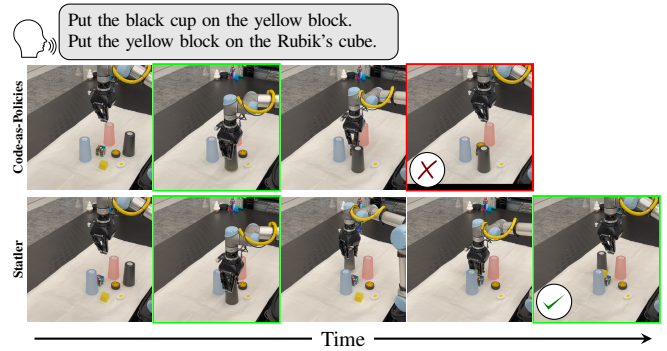 Put the black cup on the yellow block.
Put the yellow block on the Rubik's cube.
Code-as-Policies
Statler
Time